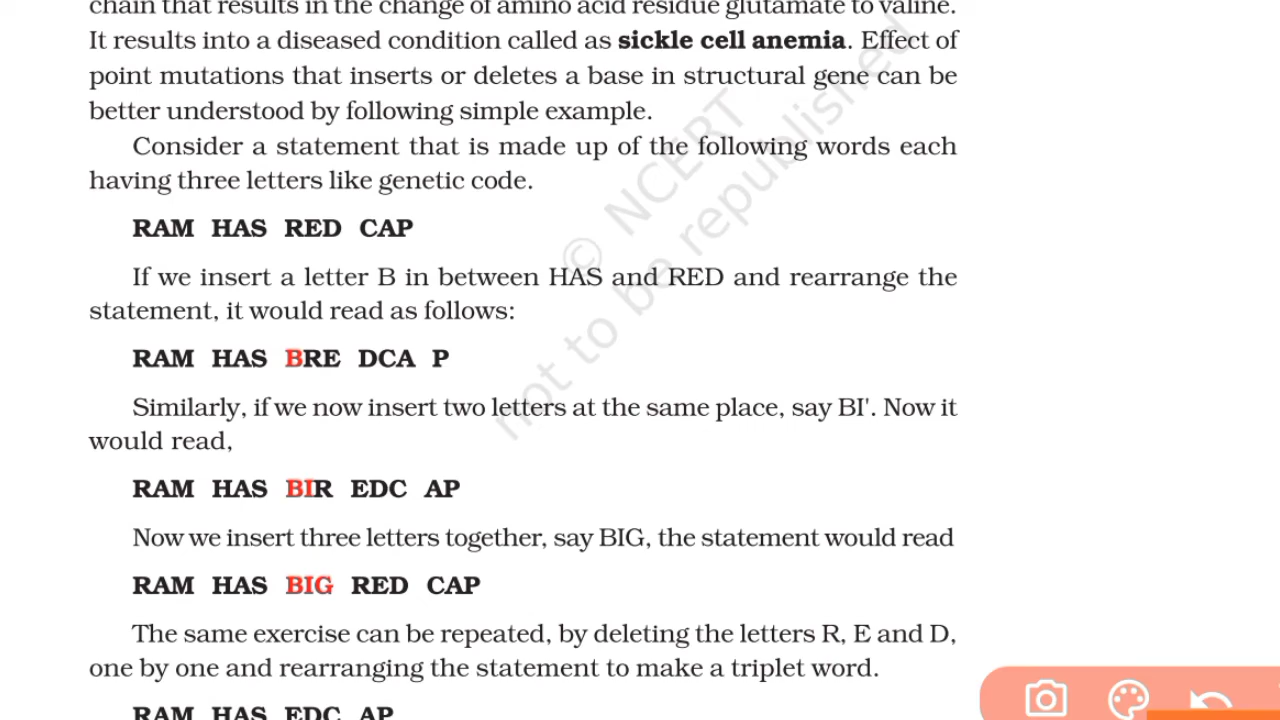 chain that results in the change of amino acid residue glutamate to valine.
It results into a diseased condition called as sickle cell anemia. Effect of
point mutations that inserts or deletes a base in structural gene can be
better understood by following simple example.
Consider a statement that is made up of the following words each
having three letters like genetic code.
RAM HAS RED CAP
If we insert a letter B in between HAS and RED and rearrange the
statement, it would read as follows:
RAM HAS BRE DCA P
Similarly, if we now insert two letters at the same place, say BI'. Now it
would read,
RAM HAS BIR EDC AP
Now we insert three letters together, say BIG, the statement would read
RAM HAS BIG RED CAP
The same exercise can be repeated, by deleting the letters R, E and D,
one by one and rearranging the statement to make a triplet word.
RAM HAS EDC AP
© NCERT
not to be republished